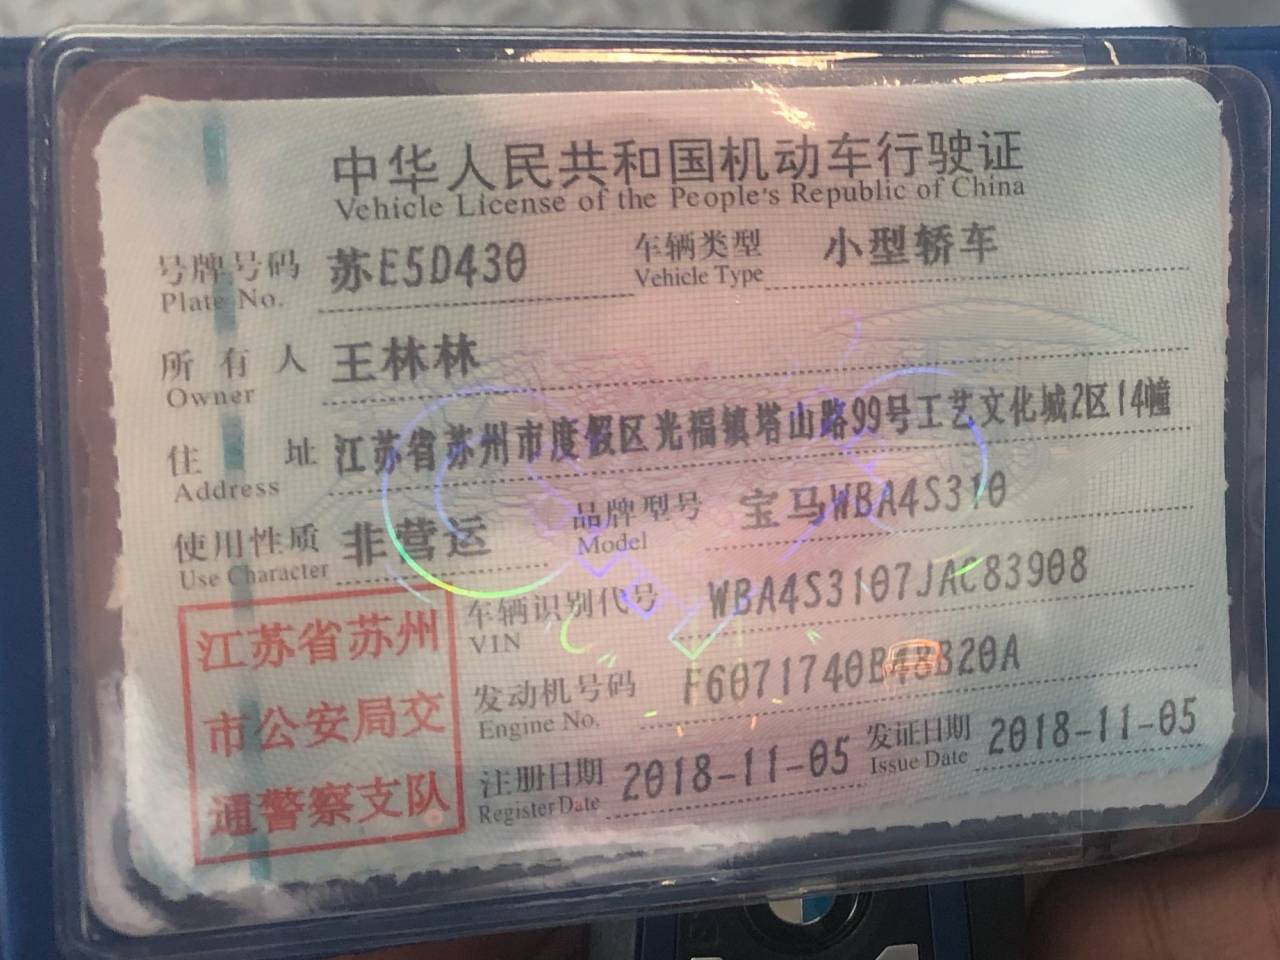 中华人民共和国机动车行驶证
Vehicle License of the People's Republic of China
号牌号码 苏E5D430 车辆类型 小型轿车
Plate No. Vehicle Type
所有人 王林林
Owner
住址 江苏省苏州市度假区光福镇塔山路99号工艺文化城2区14幢
Address
使用性质 非营运 品牌型号 宝马WBA4S310
Use Character Model
江苏省苏州市公安局交通警察支队
车辆识别代号 WBA4S3107JAC83908
VIN
发动机号码 F6071740B48B20A
Engine No.
注册日期 2018-11-05 发证日期 2018-11-05
Register Date Issue Date